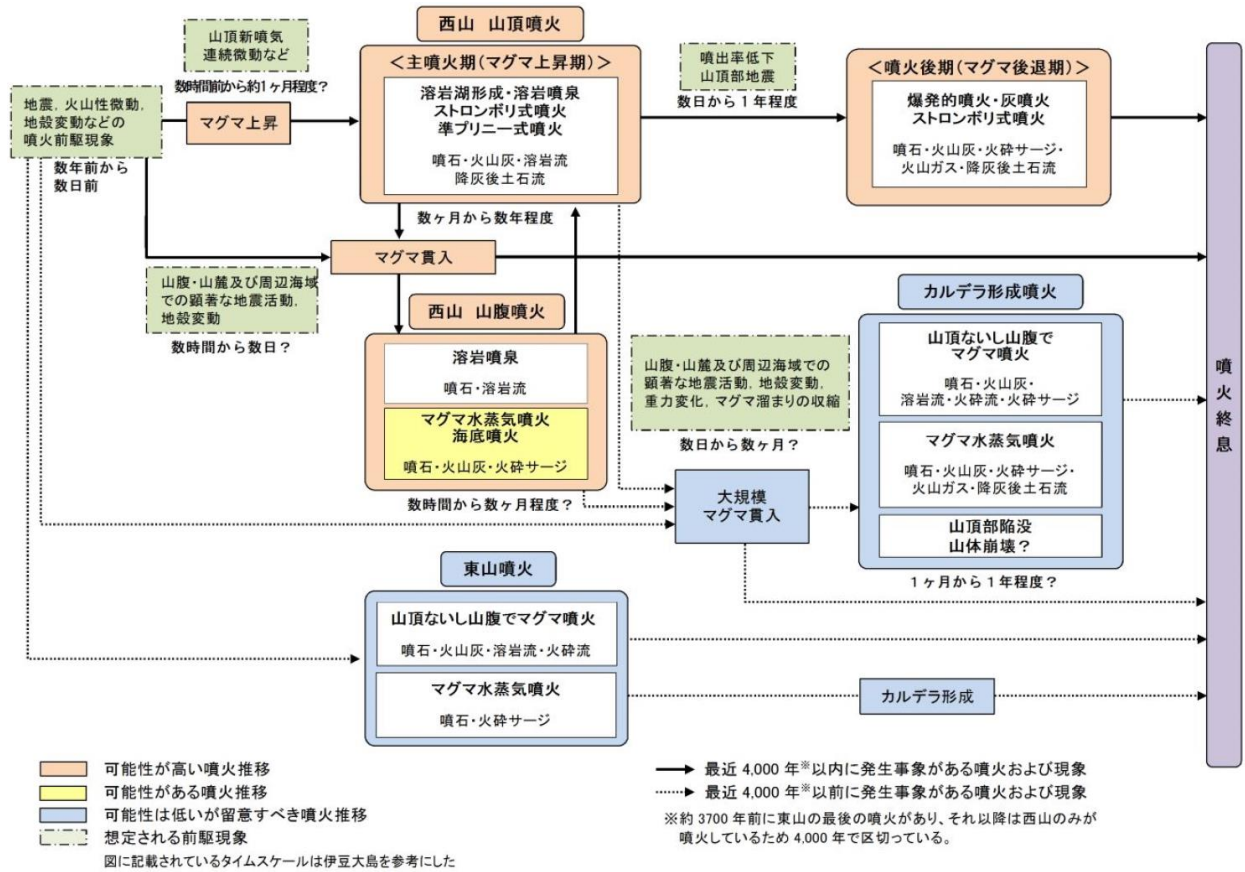 西山 山頂噴火
山頂新噴気
連続微動など
数時間前から約1ヶ月程度?
地震,火山性微動,
地殻変動などの
噴火前駆現象
数年前から
数日前
マグマ上昇
<主噴火期(マグマ上昇期)>
溶岩湖形成・溶岩噴泉
ストロンボリ式噴火
準プリニー式噴火
噴石・火山灰・溶岩流
降灰後土石流
噴出率低下
山頂部地震
数日から1年程度
<噴火後期(マグマ後退期)>
爆発的噴火・灰噴火
ストロンボリ式噴火
噴石・火山灰・火砕サージ・
火山ガス・降灰後土石流
数ヶ月から数年程度
マグマ貫入
山腹・山麓及び周辺海域
での顕著な地震活動,
地殻変動
数時間から数日?
西山 山腹噴火
溶岩噴泉
噴石・溶岩流
マグマ水蒸気噴火
海底噴火
噴石・火山灰・火砕サージ
数時間から数ヶ月程度?
山腹・山麓及び周辺海域での
顕著な地震活動,地殻変動,
重力変化,マグマ溜まりの収縮
数日から数ヶ月?
大規模
マグマ貫入
カルデラ形成噴火
山頂ないし山腹で
マグマ噴火
噴石・火山灰・
溶岩流・火砕流・火砕サージ
マグマ水蒸気噴火
噴石・火山灰・火砕サージ・
火山ガス・降灰後土石流
山頂部陥没
山体崩壊?
1ヶ月から1年程度?
噴火終息
東山噴火
山頂ないし山腹でマグマ噴火
噴石・火山灰・溶岩流・火砕流
マグマ水蒸気噴火
噴石・火砕サージ
カルデラ形成
可能性が高い噴火推移
可能性がある噴火推移
可能性は低いが留意すべき噴火推移
想定される前駆現象
図に記載されているタイムスケールは伊豆大島を参考にした
最近4,000年※以内に発生事象がある噴火および現象
最近4,000年※以前に発生事象がある噴火および現象
※約3700年前に東山の最後の噴火があり、それ以降は西山のみが
噴火しているため4,000年で区切っている。